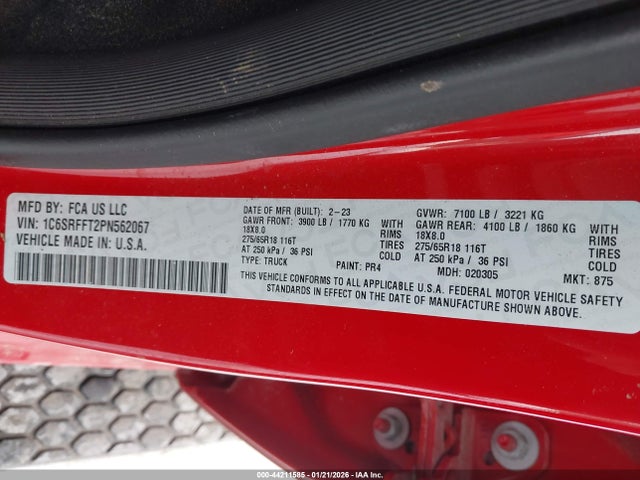 MFD BY: FCA US LLC
VIN: 1C6SRFFT2PN562067
VEHICLE MADE IN U.S.A.
DATE OF MFR (BUILT): 2-23
GAWR FRONT: 3900 LB / 1770 KG WITH
18X8.0 RIMS
275/65R18 116T TIRES
AT 250 kPa / 36 PSI COLD
TYPE: TRUCK PAINT: PR4
GVWR: 7100 LB / 3221 KG
GAWR REAR: 4100 LB / 1860 KG WITH
18X8.0 RIMS
275/65R18 116T TIRES
AT 250 kPa / 36 PSI COLD
MDH: 020305 MKT: 875
THIS VEHICLE CONFORMS TO ALL APPLICABLE U.S.A. FEDERAL MOTOR VEHICLE SAFETY
STANDARDS IN EFFECT ON THE DATE OF MANUFACTURE SHOWN ABOVE.
000-44211585 - 01/21/2026 - IAAI.COM